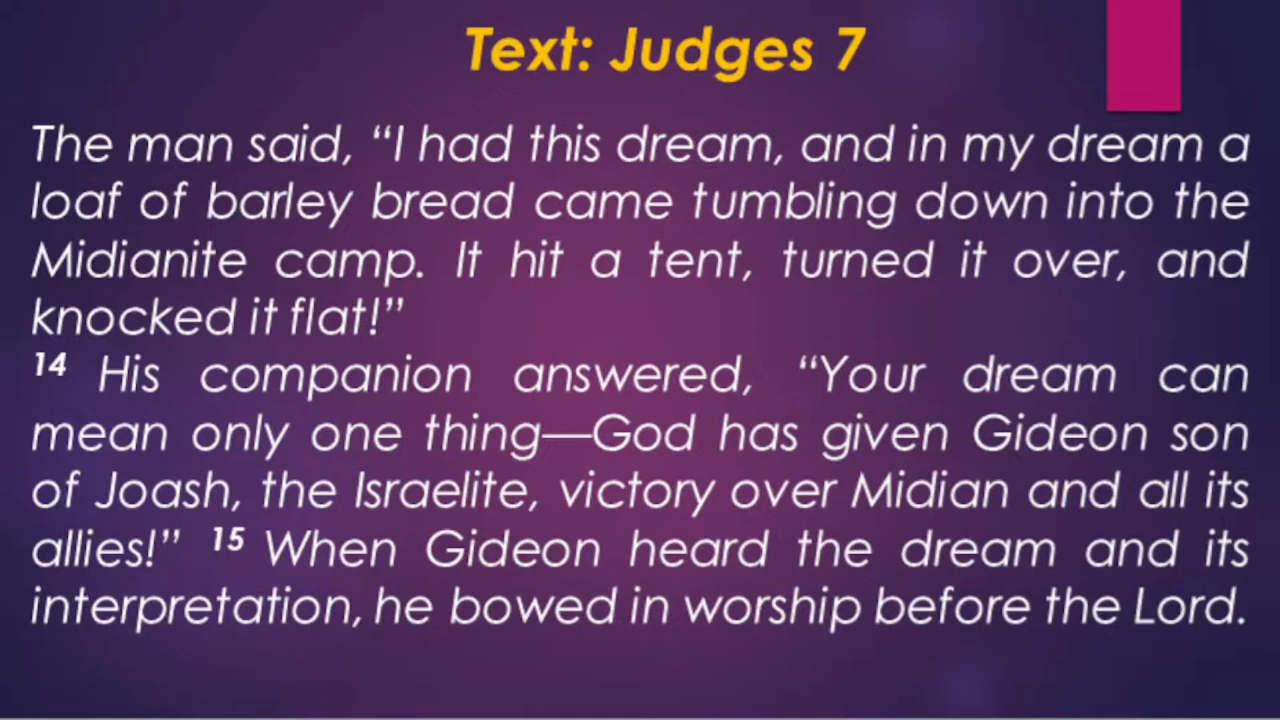 Text: Judges 7
The man said, “I had this dream, and in my dream a
loaf of barley bread came tumbling down into the
Midianite camp. It hit a tent, turned it over, and
knocked it flat!”
14 His companion answered, “Your dream can
mean only one thing—God has given Gideon son
of Joash, the Israelite, victory over Midian and all its
allies!” 15 When Gideon heard the dream and its
interpretation, he bowed in worship before the Lord.